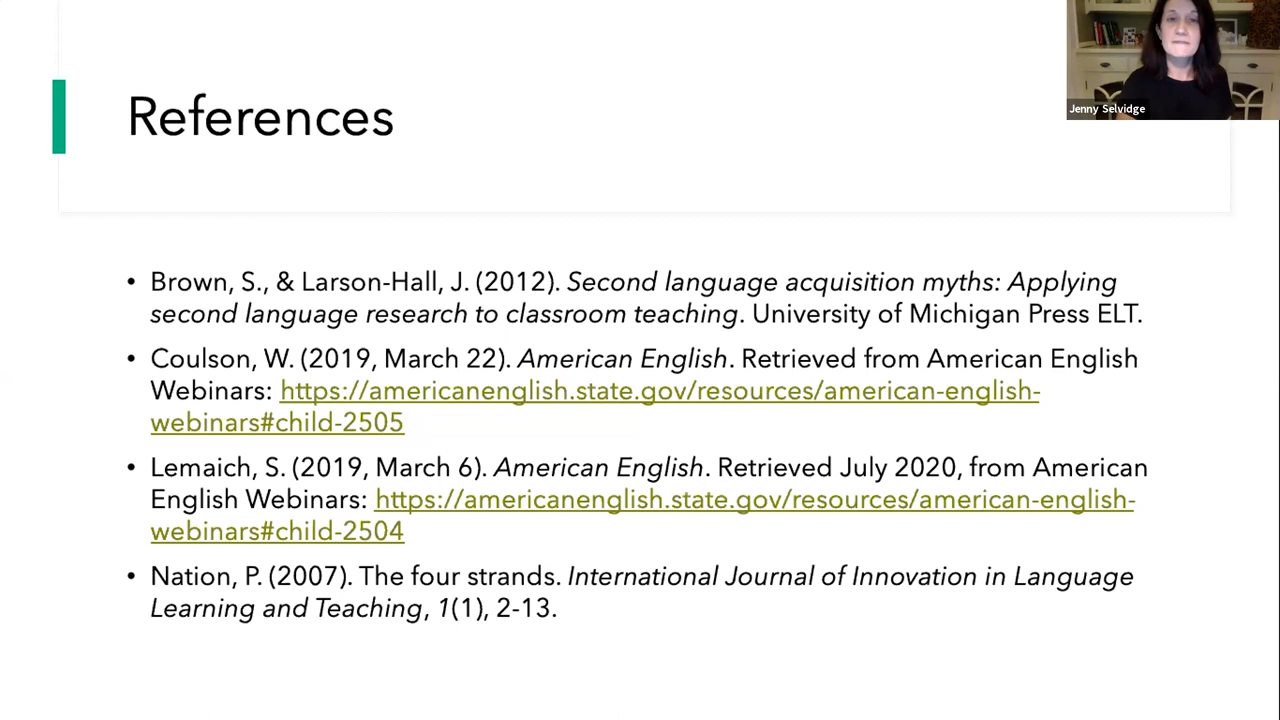 Jenny Selvidge
References
• Brown, S., & Larson-Hall, J. (2012). Second language acquisition myths: Applying
second language research to classroom teaching. University of Michigan Press ELT.
• Coulson, W. (2019, March 22). American English. Retrieved from American English
Webinars: https://americanenglish.state.gov/resources/american-english-
webinars#child-2505
• Lemaich, S. (2019, March 6). American English. Retrieved July 2020, from American
English Webinars: https://americanenglish.state.gov/resources/american-english-
webinars#child-2504
• Nation, P. (2007). The four strands. International Journal of Innovation in Language
Learning and Teaching, 1(1), 2-13.